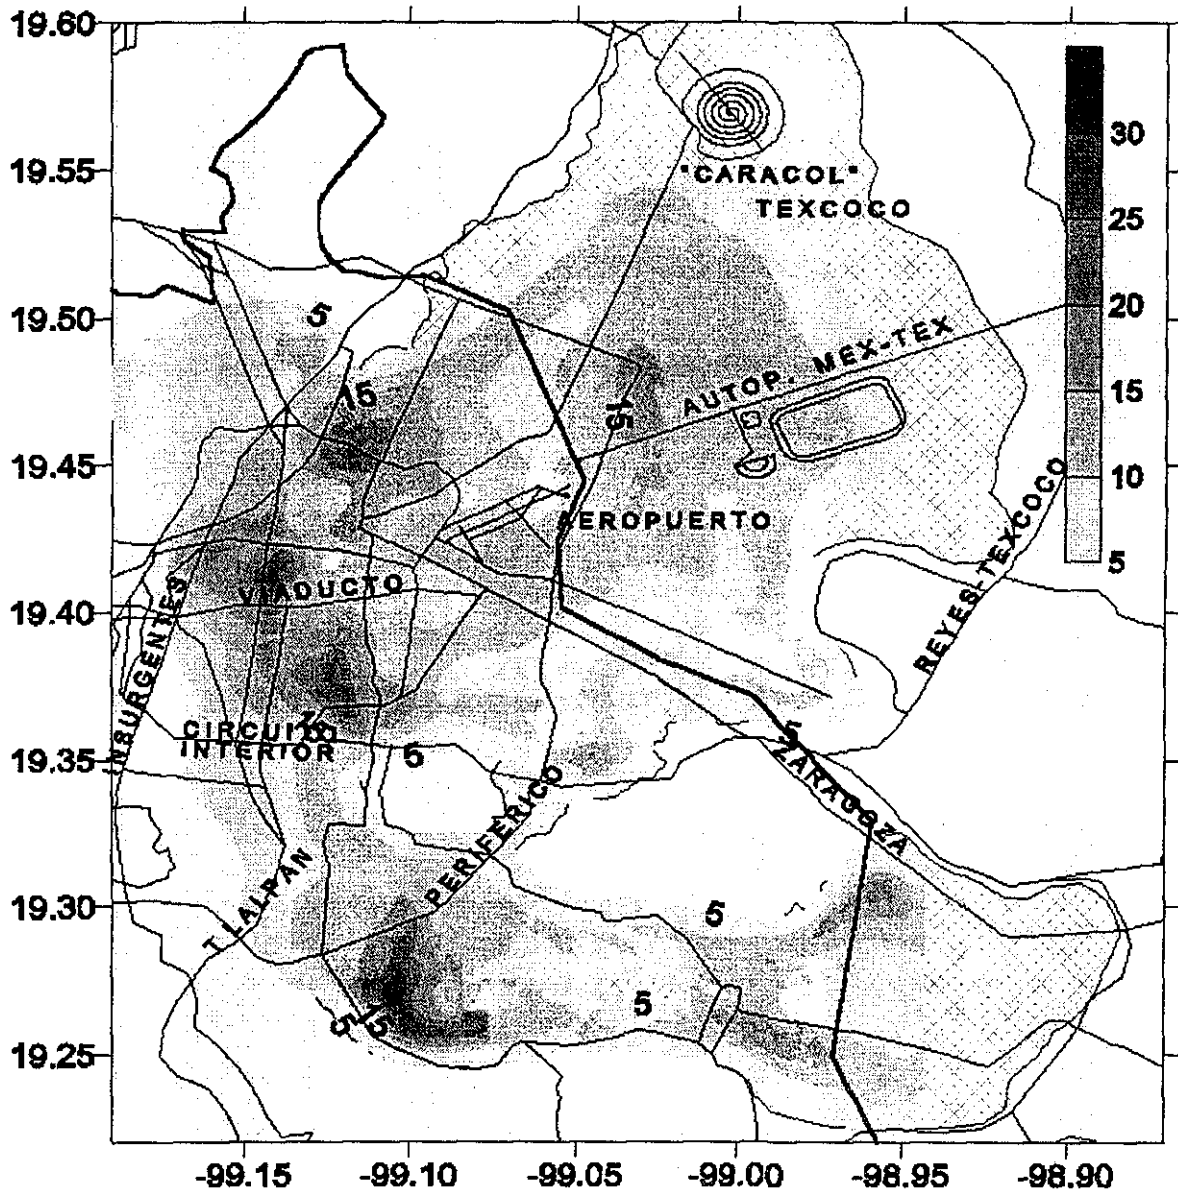 19.60
30
19.55
"CARACOL"
TEXCOCO
25
19.50
5
20
AUTOP. MEX-TEX
15
15
15
19.45
10
AEROPUERTO
5
REYES-TEXCOCO
19.40
VIADUCTO
INSURGENTES
CIRCUITO
INTERIOR
5
5
19.35
ZARAGOZA
PERIFERICO
TLALPAN
19.30
5
5
5
15
19.25
-99.15
-99.10
-99.05
-99.00
-98.95
-98.90